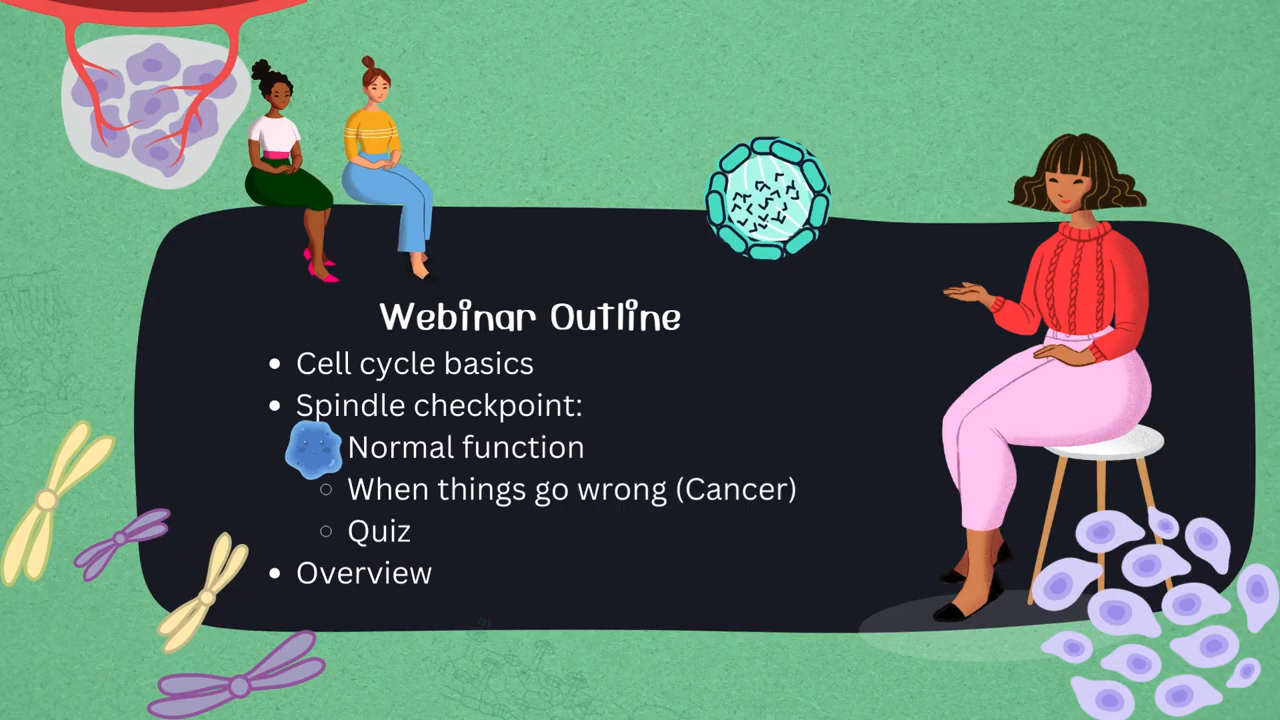 Webinar Outline
Cell cycle basics
Spindle checkpoint:
Normal function
When things go wrong (Cancer)
Quiz
Overview